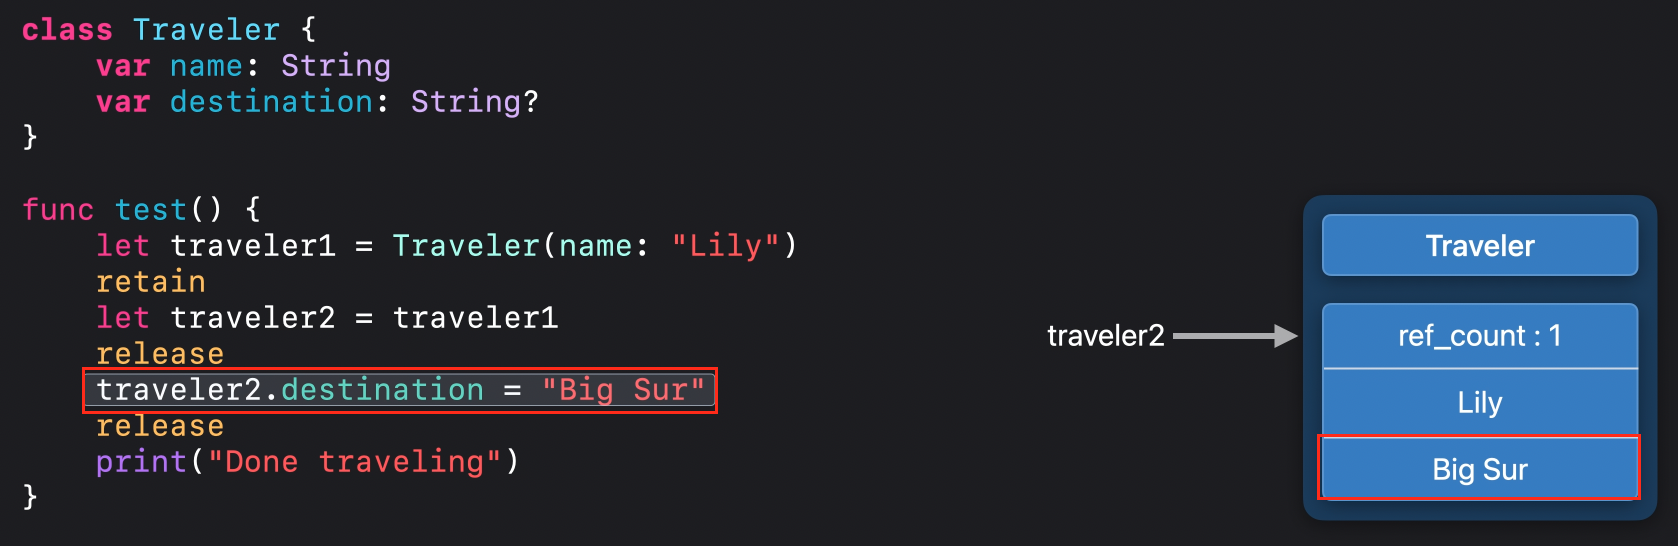 class Traveler {
    var name: String
    var destination: String?
}
func test() {
    let traveler1 = Traveler(name: "Lily")
    retain
    let traveler2 = traveler1
    release
    traveler2.destination = "Big Sur"
    release
    print("Done traveling")
}
Traveler
traveler2
ref_count : 1
Lily
Big Sur